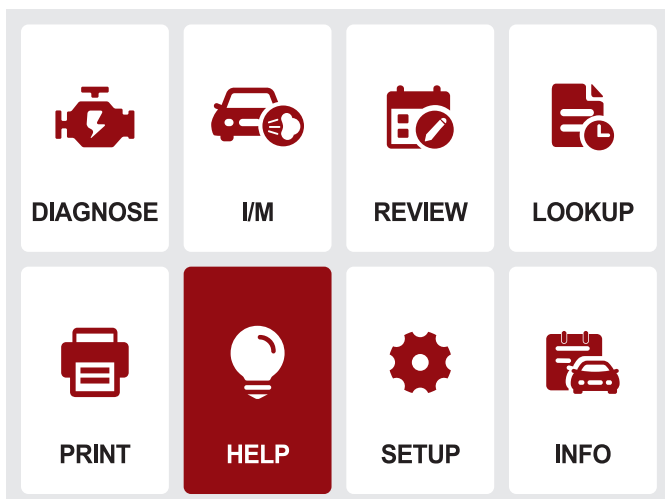 DIAGNOSE
I/M
REVIEW
LOOKUP
PRINT
HELP
SETUP
INFO